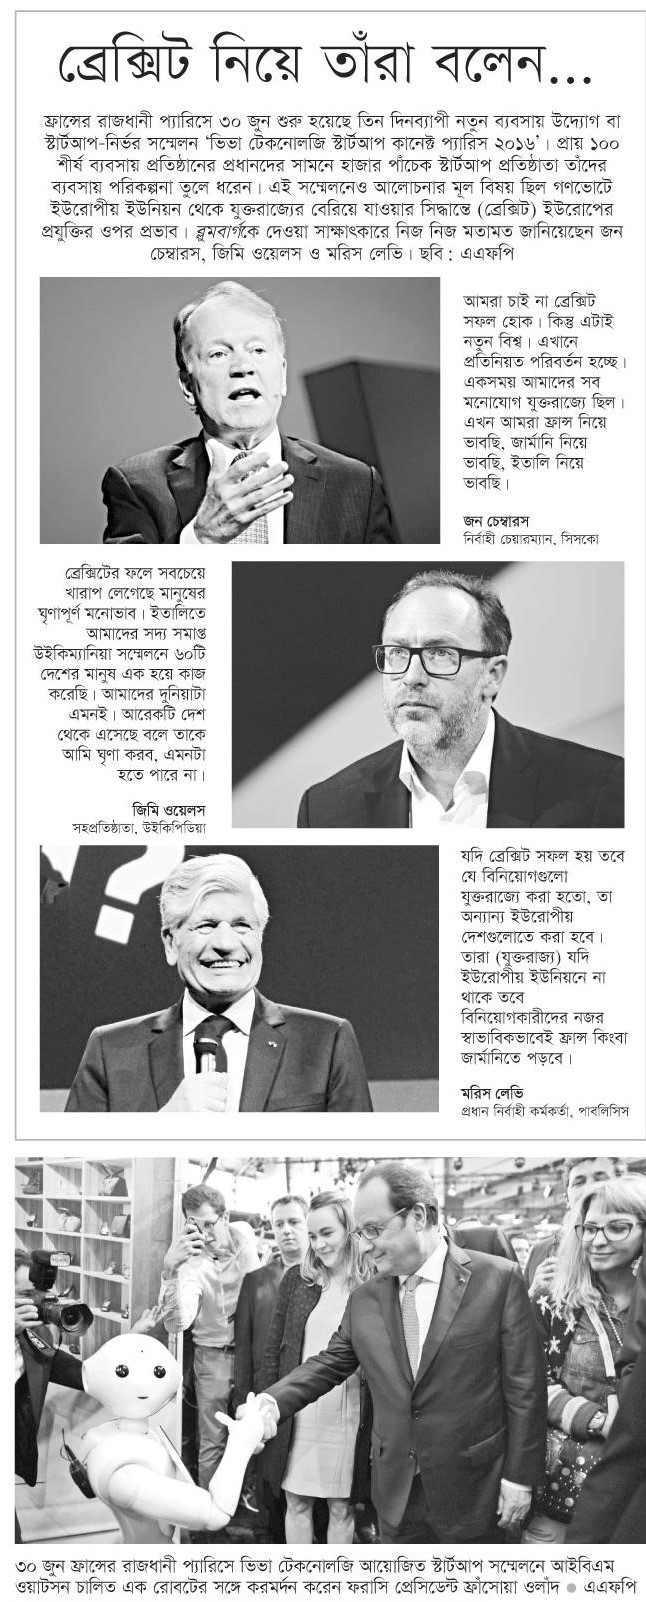 ব্রেক্সিট নিয়ে তাঁরা বলেন...
ফ্রান্সের রাজধানী প্যারিসে ৩০ জুন শুরু হয়েছে তিন দিনব্যাপী নতুন ব্যবসায় উদ্যোগ বা
স্টার্টআপ-নির্ভর সম্মেলন ‘ভিভা টেকনোলজি স্টার্টআপ কানেক্ট প্যারিস ২০১৬’। প্রায় ১০০
শীর্ষ ব্যবসায় প্রতিষ্ঠানের প্রধানদের সামনে হাজার পাঁচেক স্টার্টআপ প্রতিষ্ঠাতা তাঁদের
ব্যবসায় পরিকল্পনা তুলে ধরেন। এই সম্মেলনেও আলোচনার মূল বিষয় ছিল গণভোটে
ইউরোপীয় ইউনিয়ন থেকে যুক্তরাজ্যের বেরিয়ে যাওয়ার সিদ্ধান্তে (ব্রেক্সিট) ইউরোপের
প্রযুক্তির ওপর প্রভাব। ব্লুমবার্গকে দেওয়া সাক্ষাৎকারে নিজ নিজ মতামত জানিয়েছেন জন
চেম্বারস, জিমি ওয়েলস ও মরিস লেভি। ছবি : এএফপি
আমরা চাই না ব্রেক্সিট
সফল হোক। কিন্তু এটাই
নতুন বিশ্ব। এখানে
প্রতিনিয়ত পরিবর্তন হচ্ছে।
একসময় আমাদের সব
মনোযোগ যুক্তরাজ্যে ছিল।
এখন আমরা ফ্রান্স নিয়ে
ভাবছি, জার্মানি নিয়ে
ভাবছি, ইতালি নিয়ে
ভাবছি।
জন চেম্বারস
নির্বাহী চেয়ারম্যান, সিসকো
ব্রেক্সিটের ফলে সবচেয়ে
খারাপ লেগেছে মানুষের
ঘৃণাপূর্ণ মনোভাব। ইতালিতে
আমাদের সদ্য সমাপ্ত
উইকিম্যানিয়া সম্মেলনে ৬০টি
দেশের মানুষ এক হয়ে কাজ
করেছি। আমাদের দুনিয়াটা
এমনই। আরেকটি দেশ
থেকে এসেছে বলে তাকে
আমি ঘৃণা করব, এমনটা
হতে পারে না।
জিমি ওয়েলস
সহপ্রতিষ্ঠাতা, উইকিপিডিয়া
যদি ব্রেক্সিট সফল হয় তবে
যে বিনিয়োগগুলো
যুক্তরাজ্যে করা হতো, তা
অন্যান্য ইউরোপীয়
দেশগুলোতে করা হবে।
তারা (যুক্তরাজ্য) যদি
ইউরোপীয় ইউনিয়নে না
থাকে তবে
বিনিয়োগকারীদের নজর
স্বাভাবিকভাবেই ফ্রান্স কিংবা
জার্মানিতে পড়বে।
মরিস লেভি
প্রধান নির্বাহী কর্মকর্তা, পাবলিসিস
৩০ জুন ফ্রান্সের রাজধানী প্যারিসে ভিভা টেকনোলজি আয়োজিত স্টার্টআপ সম্মেলনে আইবিএম
ওয়াটসন চালিত এক রোবটের সঙ্গে করমর্দন করেন ফরাসি প্রেসিডেন্ট ফ্রাঁসোয়া ওলাঁদ ● এএফপি